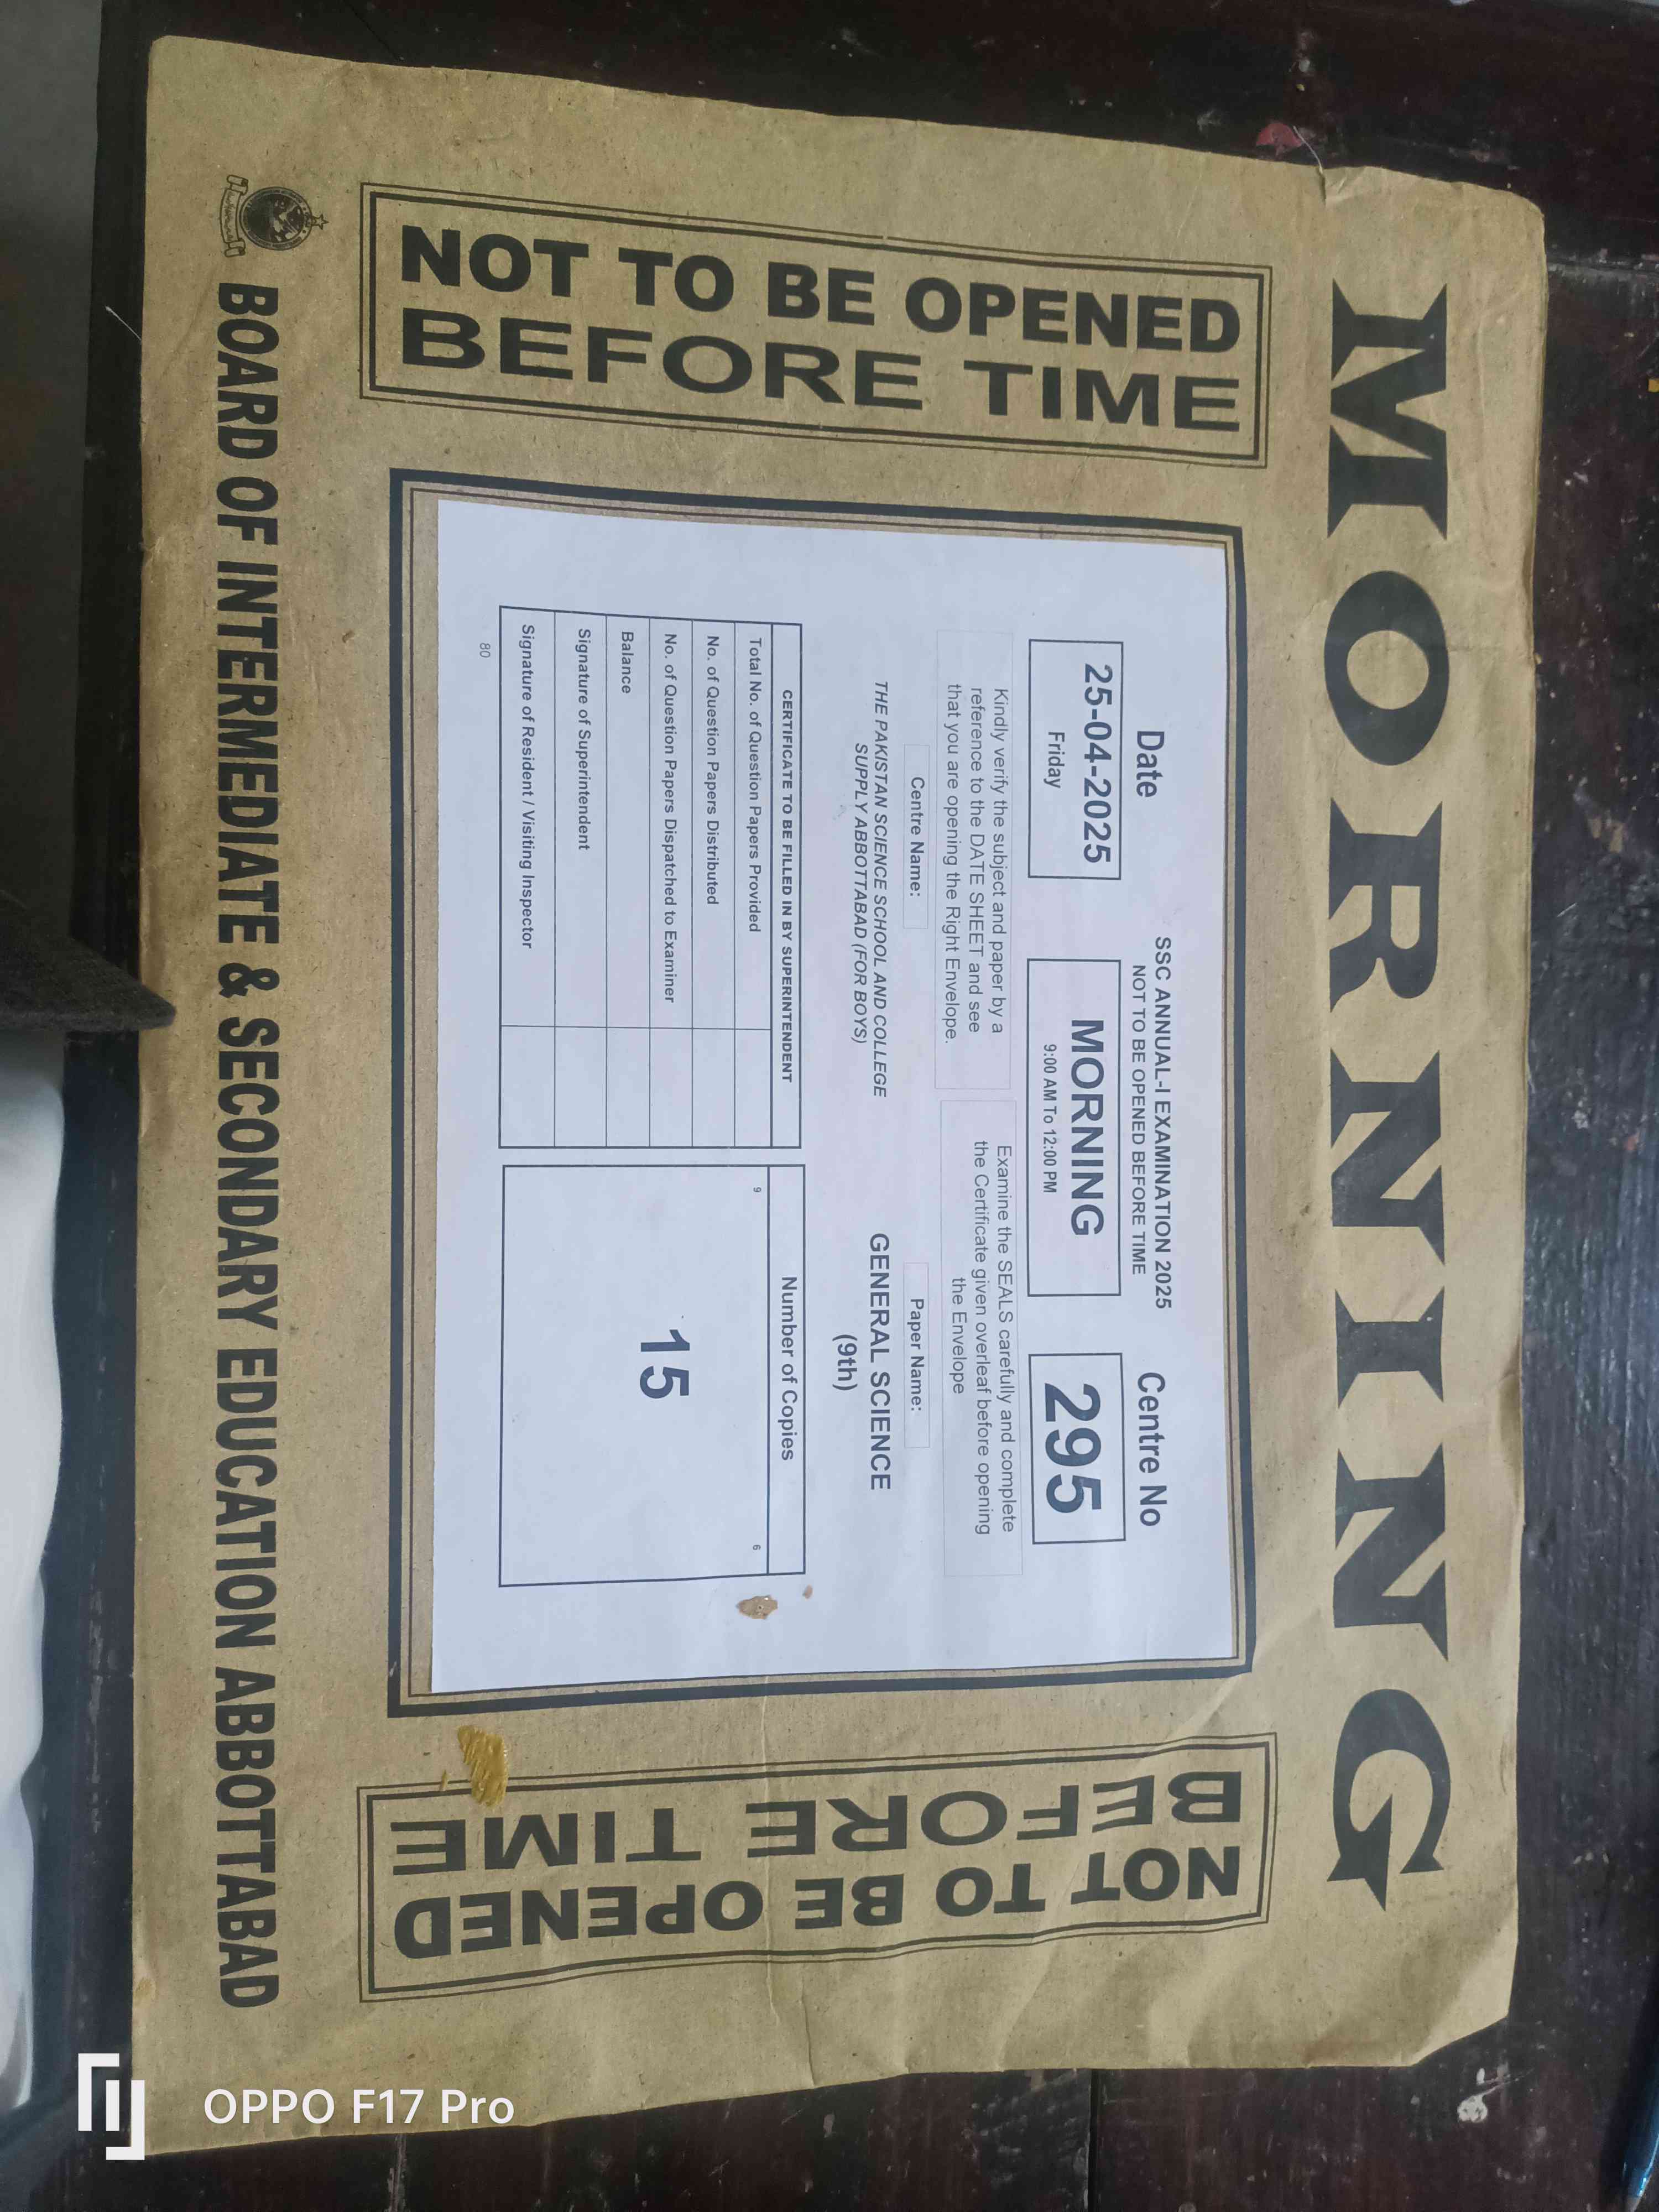 MORNING
NOT TO BE OPENED
BEFORE TIME
Date
25-04-2025
Friday
SSC ANNUAL-I EXAMINATION 2025
NOT TO BE OPENED BEFORE TIME
MORNING
9:00 AM To 12:00 PM
Centre No
295
Kindly verify the subject and paper by a
reference to the DATE SHEET and see
that you are opening the Right Envelope.
Examine the SEALS carefully and complete
the Certificate given overleaf before opening
the Envelope
Centre Name:
THE PAKISTAN SCIENCE SCHOOL AND COLLEGE
SUPPLY ABBOTTABAD (FOR BOYS)
Paper Name:
GENERAL SCIENCE
(9th)
CERTIFICATE TO BE FILLED IN BY SUPERINTENDENT
Total No. of Question Papers Provided
No. of Question Papers Distributed
No. of Question Papers Dispatched to Examiner
Balance
Signature of Superintendent
Signature of Resident / Visiting Inspector
Number of Copies
9
6
15
80
NOT TO BE OPENED
BEFORE TIME
BOARD OF INTERMEDIATE & SECONDARY EDUCATION ABBOTTABAD
OPPO F17 Pro